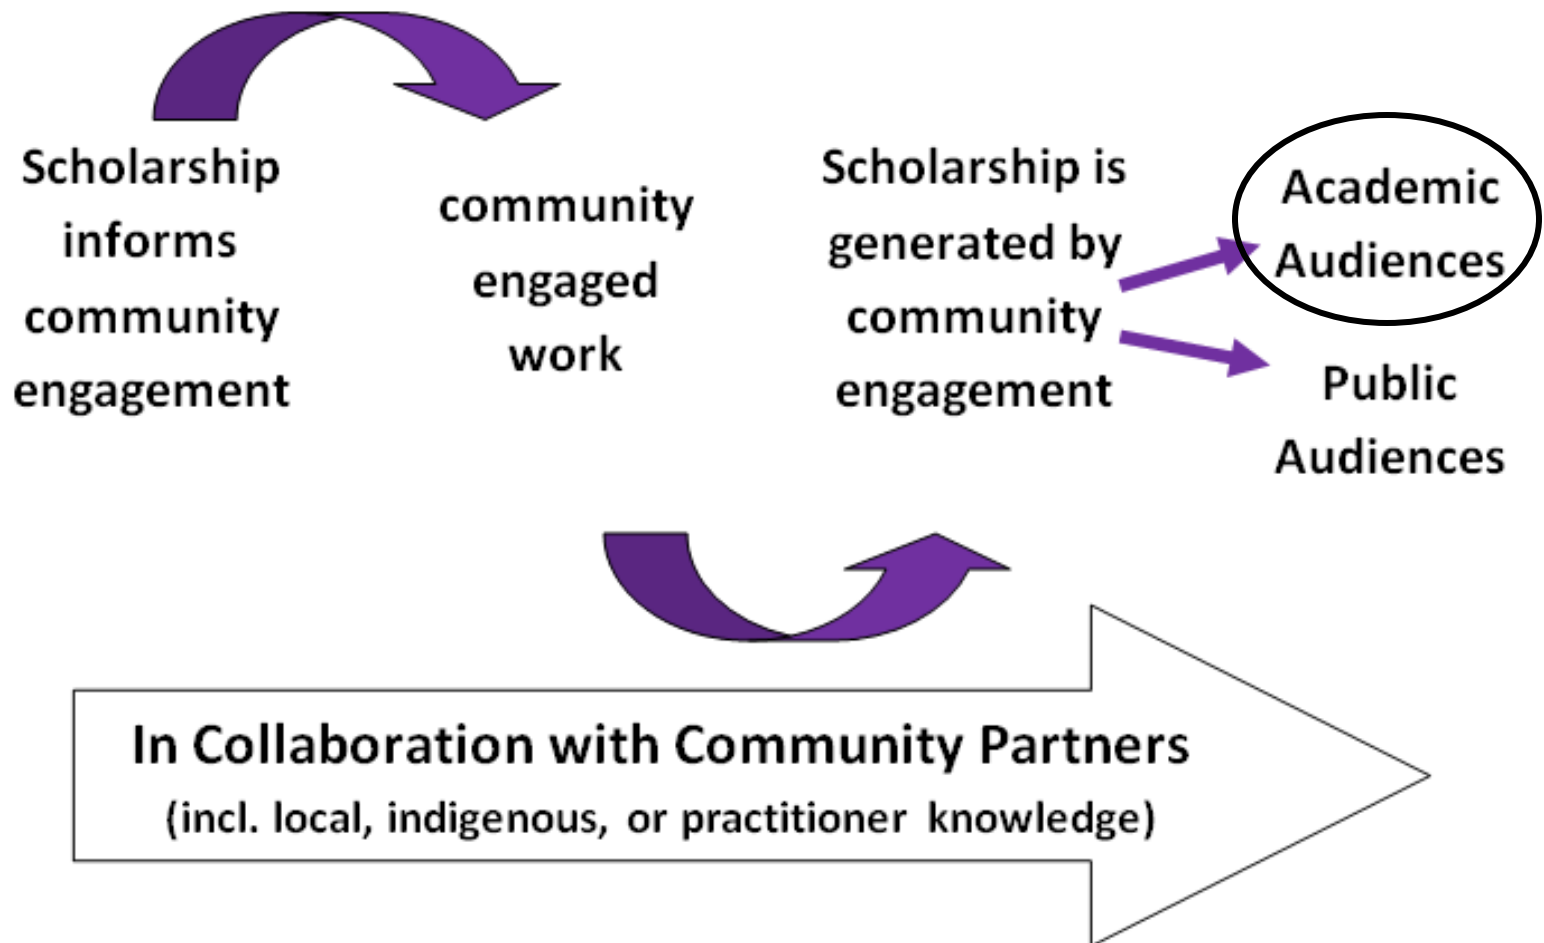 Scholarship
informs
community
engagement
community
engaged
work
Scholarship is
generated by
community
engagement
Academic
Audiences
Public
Audiences
In Collaboration with Community Partners
(incl. local, indigenous, or practitioner knowledge)